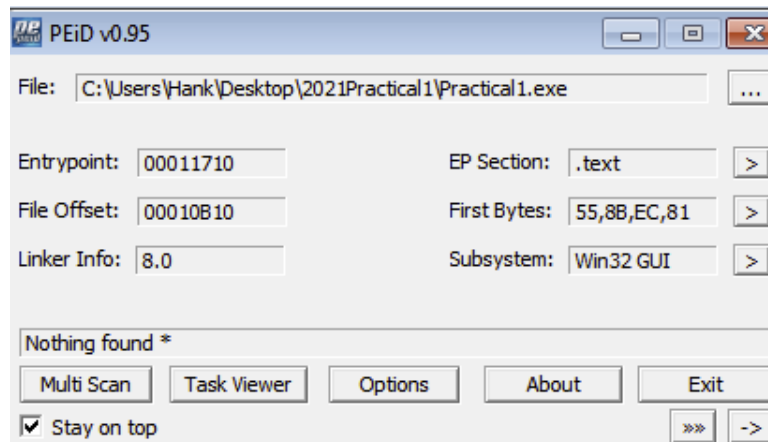 PEiD v0.95
File: C:\Users\Hank\Desktop\2021Practical1\Practical1.exe ...
Entrypoint: 00011710 EP Section: .text >
File Offset: 00010B10 First Bytes: 55,8B,EC,81 >
Linker Info: 8.0 Subsystem: Win32 GUI >
Nothing found *
Multi Scan Task Viewer Options About Exit
Stay on top »» ->